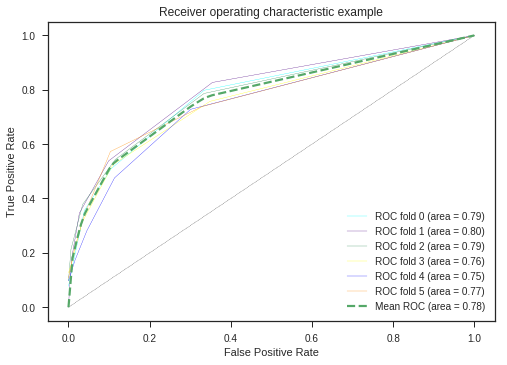 Receiver operating characteristic example
True Positive Rate
1.0
0.8
0.6
0.4
0.2
0.0
ROC fold 0 (area = 0.79)
ROC fold 1 (area = 0.80)
ROC fold 2 (area = 0.79)
ROC fold 3 (area = 0.76)
ROC fold 4 (area = 0.75)
ROC fold 5 (area = 0.77)
Mean ROC (area = 0.78)
0.0 0.2 0.4 0.6 0.8 1.0
False Positive Rate